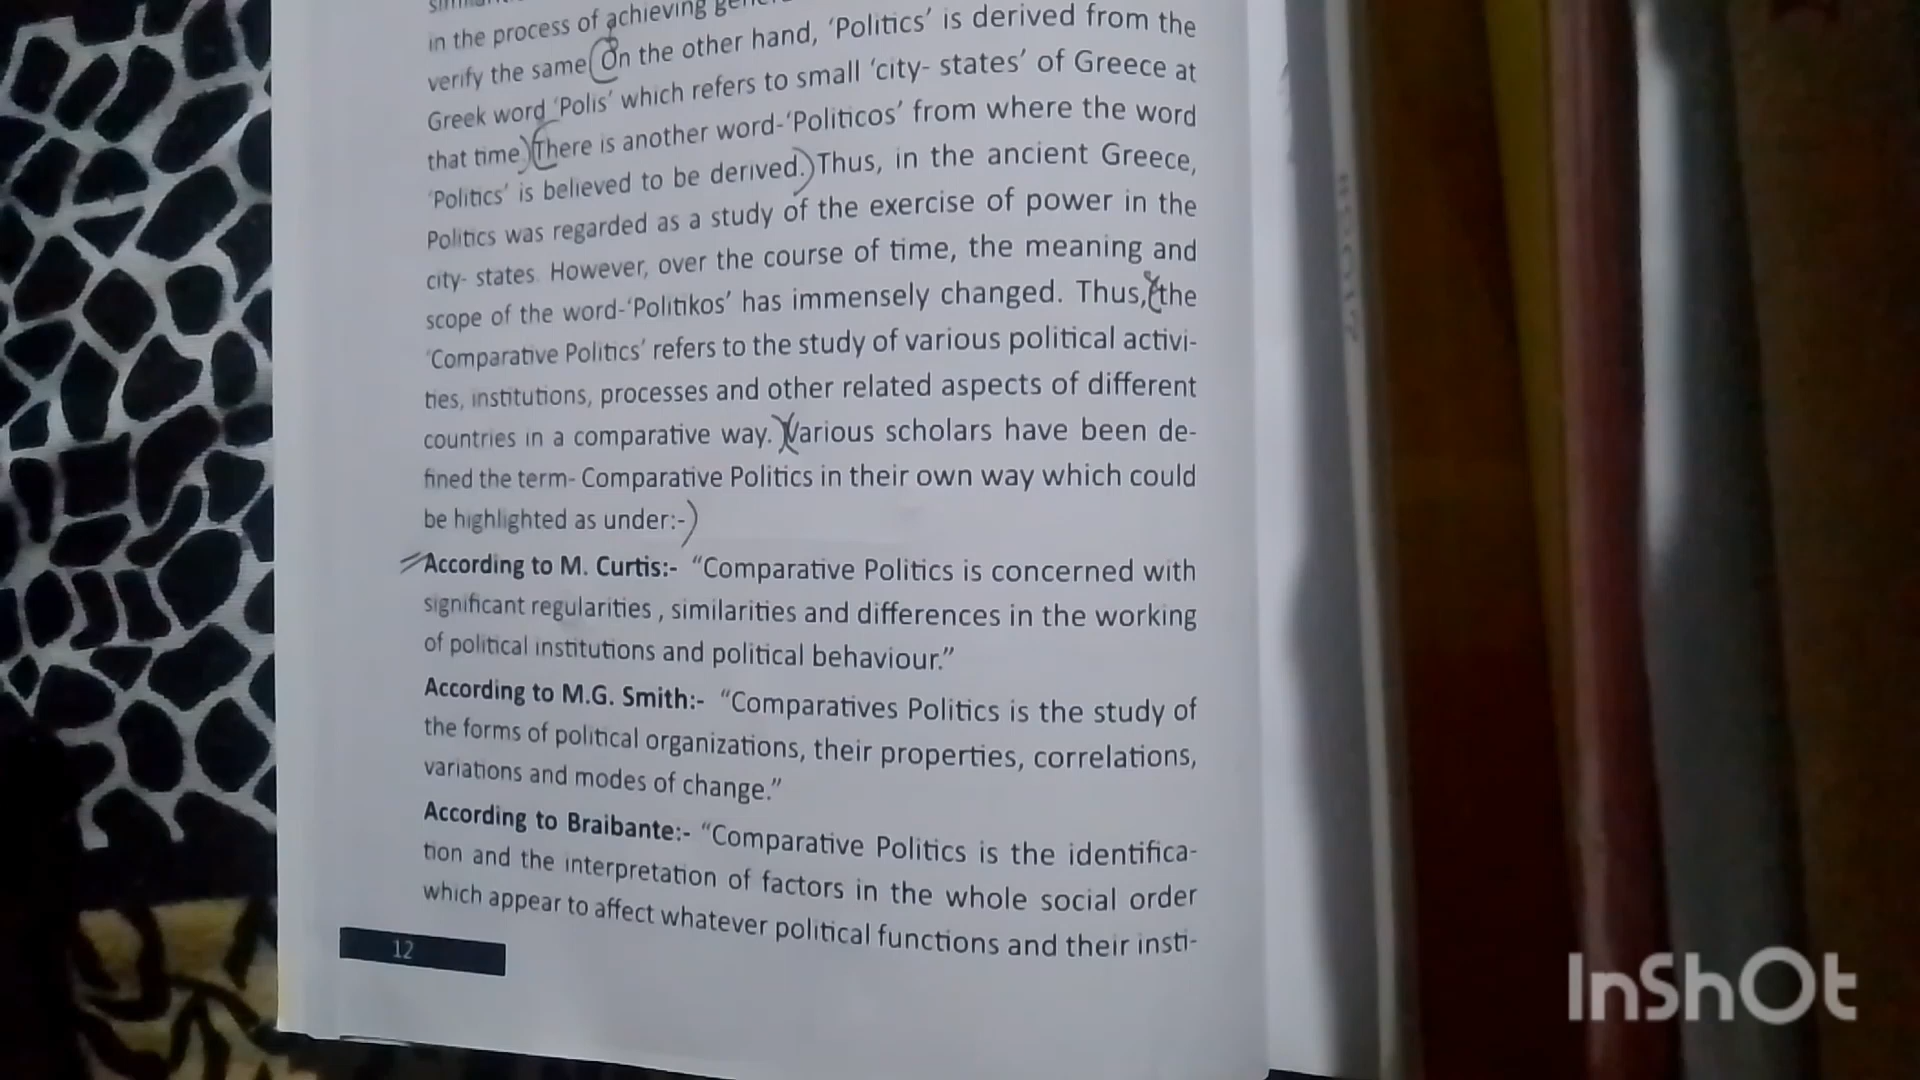 in the process of achieving
verify the same. On the other hand, ‘Politics’ is derived from the
Greek word ‘Polis’ which refers to small ‘city- states’ of Greece at
that time. There is another word-‘Politicos’ from where the word
‘Politics’ is believed to be derived. Thus, in the ancient Greece,
Politics was regarded as a study of the exercise of power in the
city- states. However, over the course of time, the meaning and
scope of the word-‘Politikos’ has immensely changed. Thus, the
‘Comparative Politics’ refers to the study of various political activi-
ties, institutions, processes and other related aspects of different
countries in a comparative way. Various scholars have been de-
fined the term- Comparative Politics in their own way which could
be highlighted as under:-
According to M. Curtis:- “Comparative Politics is concerned with
significant regularities , similarities and differences in the working
of political institutions and political behaviour.”
According to M.G. Smith:- “Comparatives Politics is the study of
the forms of political organizations, their properties, correlations,
variations and modes of change.”
According to Braibante:- “Comparative Politics is the identifica-
tion and the interpretation of factors in the whole social order
which appear to affect whatever political functions and their insti-
12
InShOt